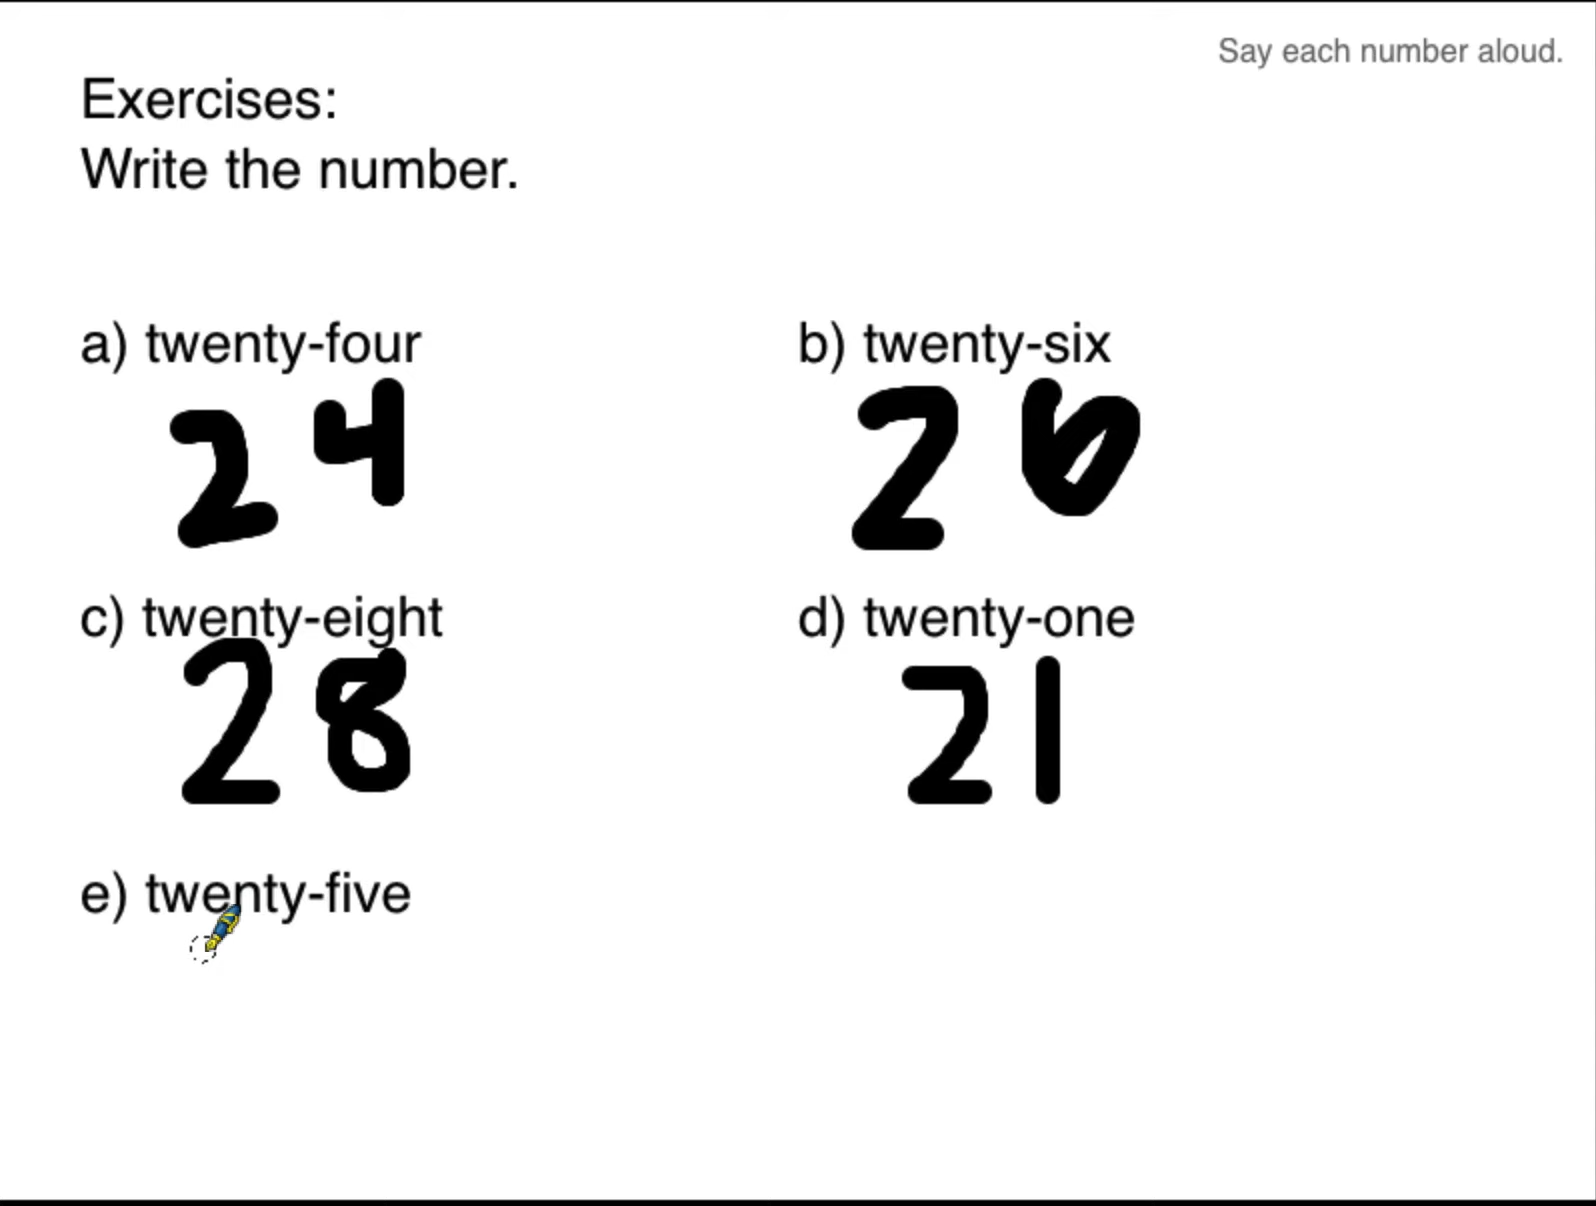 Say each number aloud.
Exercises:
Write the number.
a) twenty-four
b) twenty-six
24
26
c) twenty-eight
d) twenty-one
28
21
e) twenty-five